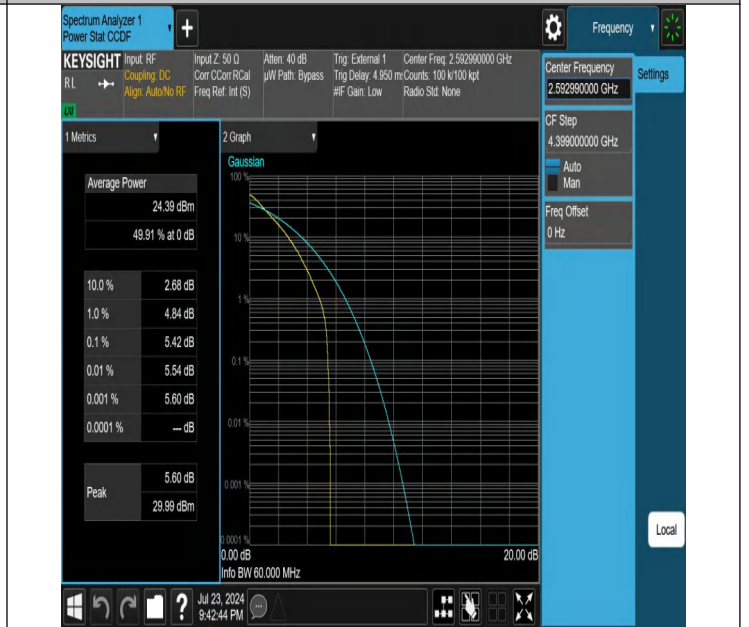 Spectrum Analyzer 1
Power Stat CCDF
+
Frequency
KEYSIGHT
RL
Input: RF
Coupling: DC
Align: Auto/No RF
Input Z: 50 Ω
Corr CCorr RCal
Freq Ref: Int (S)
Atten: 40 dB
µW Path: Bypass
Trig: External 1
Trig Delay: 4.950 ms
#IF Gain: Low
Center Freq: 2.592990000 GHz
Counts: 100 k/100 kpt
Radio Std: None
Center Frequency
2.592990000 GHz
Settings
CF Step
4.399000000 GHz
Auto
Man
Freq Offset
0 Hz
1 Metrics
Average Power
24.39 dBm
49.91 % at 0 dB
10.0 % 2.68 dB
1.0 % 4.84 dB
0.1 % 5.42 dB
0.01 % 5.54 dB
0.001 % 5.60 dB
0.0001 % --- dB
Peak
5.60 dB
29.99 dBm
2 Graph
Gaussian
100 %
10 %
1 %
0.1 %
0.01 %
0.001 %
0.0001 %
0.00 dB 20.00 dB
Info BW 60.000 MHz
Local
?
Jul 23, 2024
9:42:44 PM